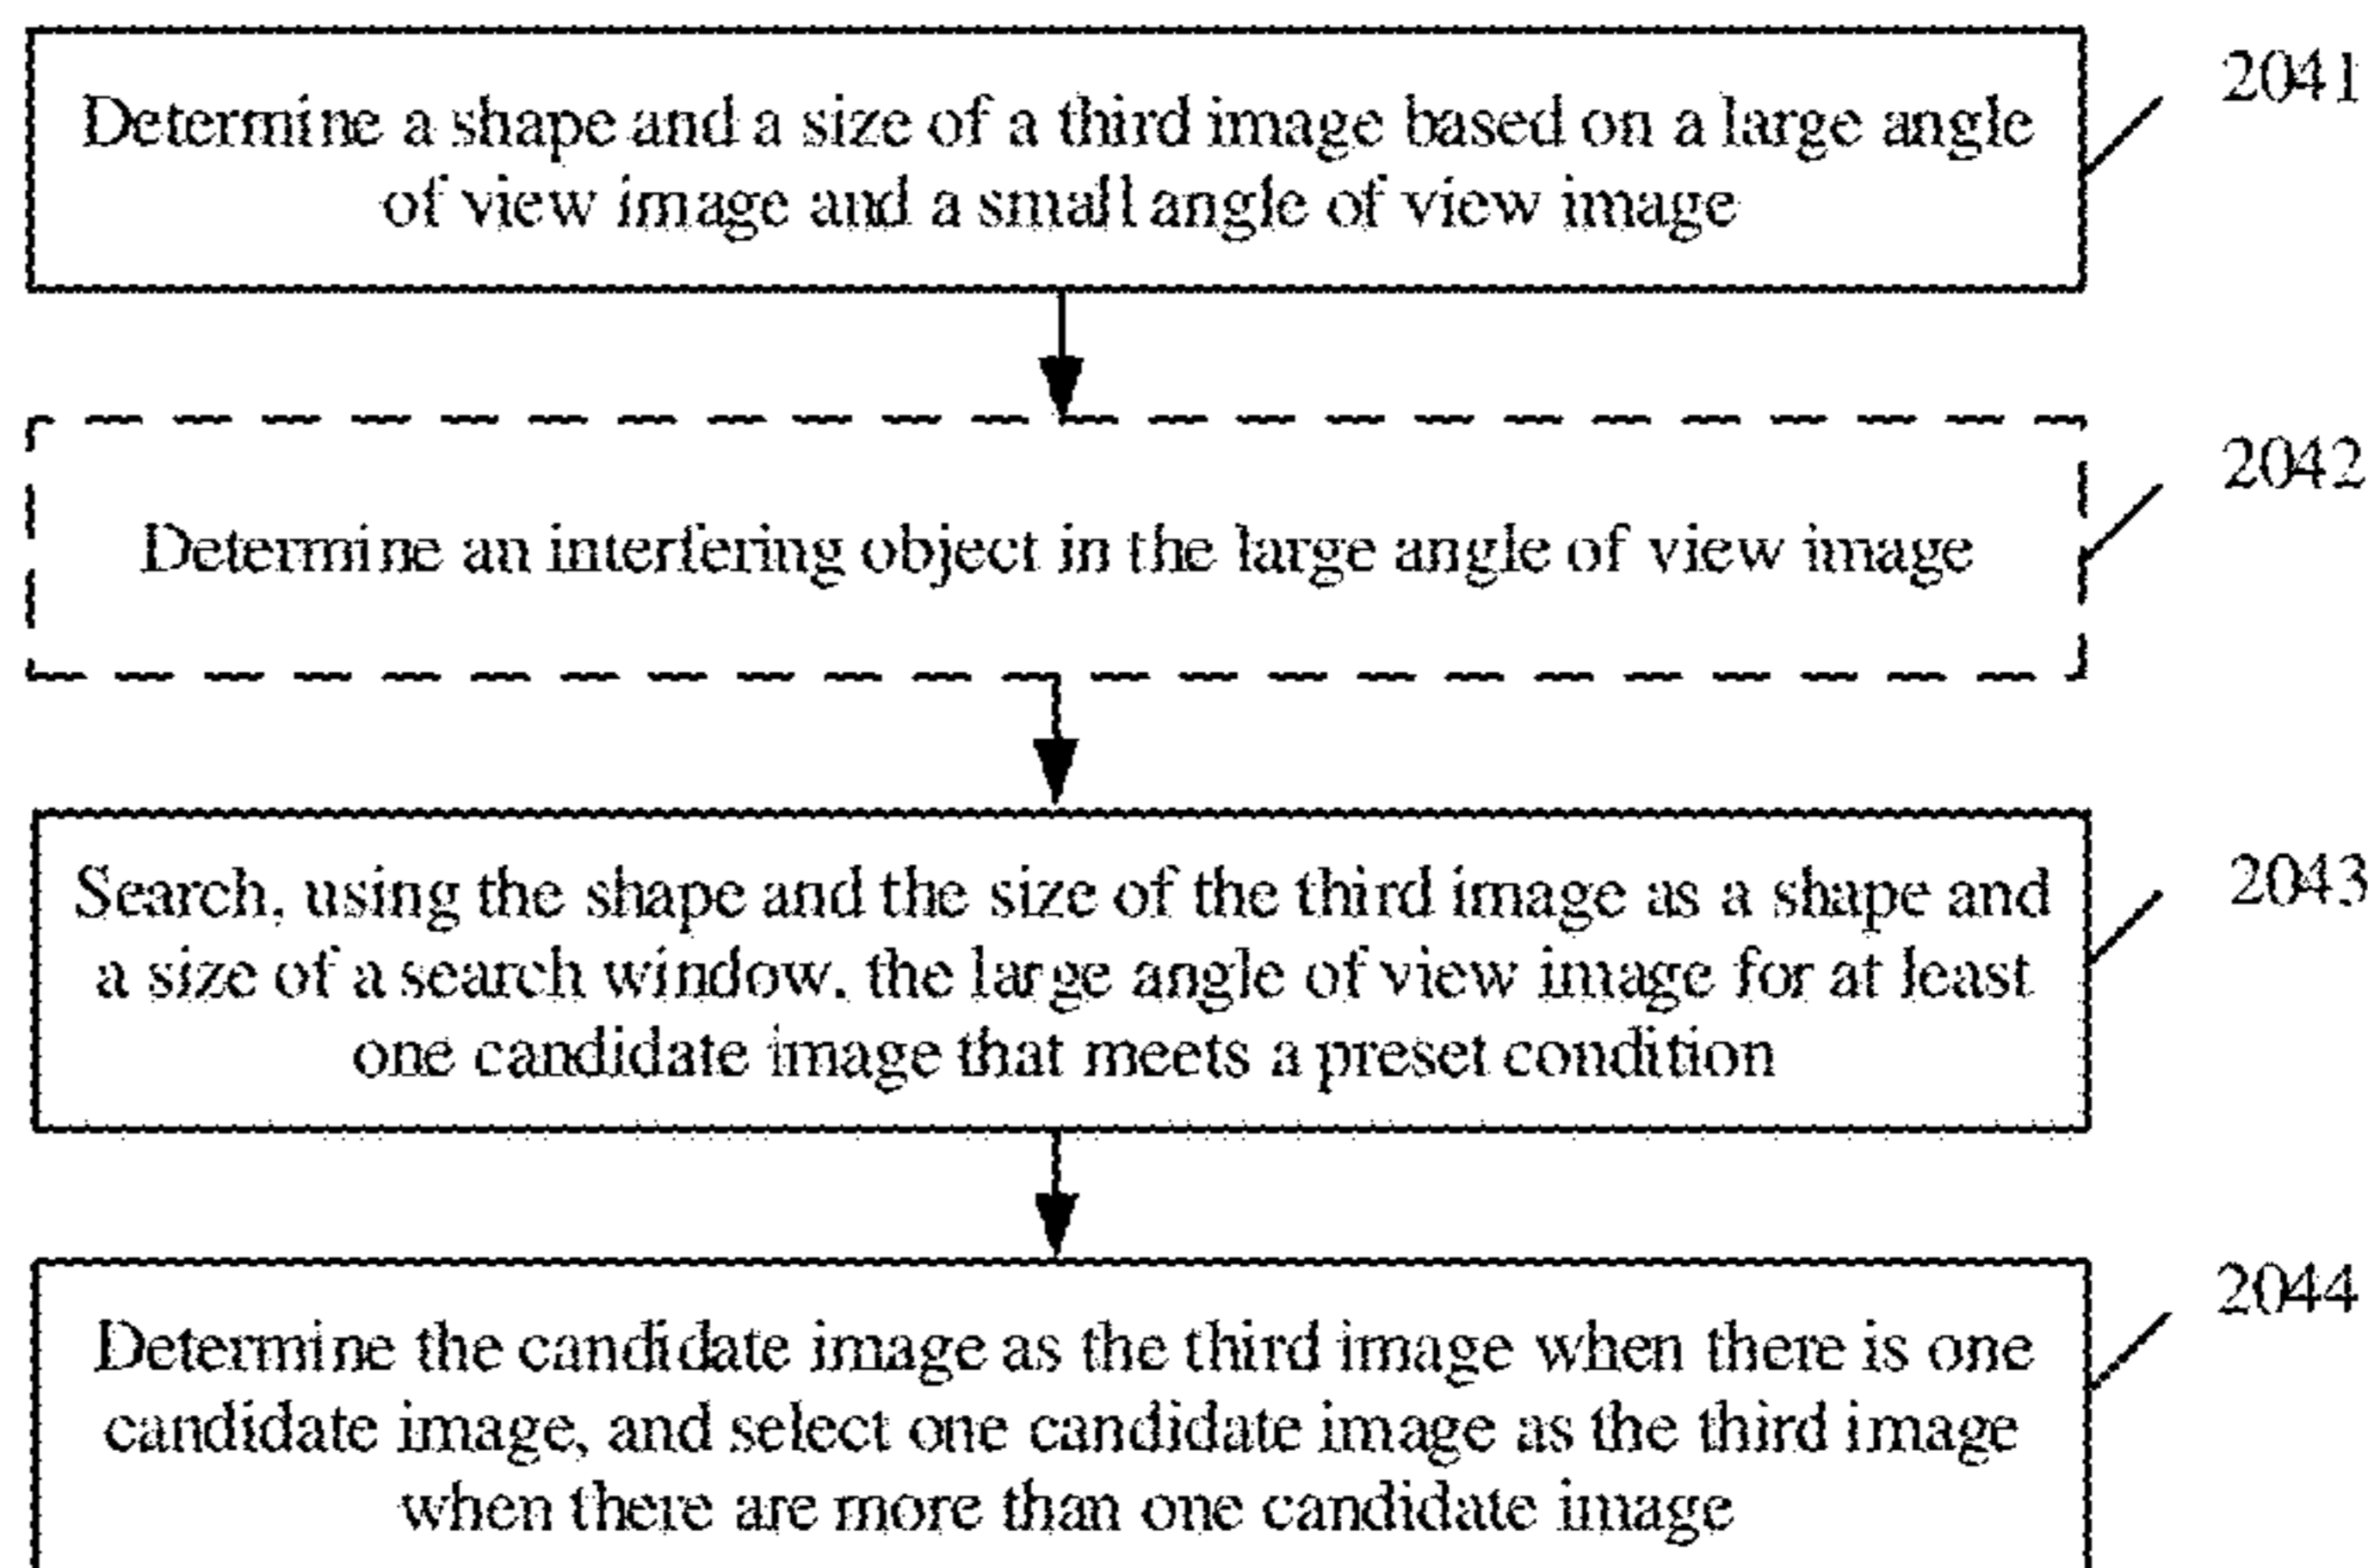 2041
Determine a shape and a size of a third image based on a large angle
of view image and a small angle of view image
2042
Determine an interfering object in the large angle of view image
2043
Search, using the shape and the size of the third image as a shape and
a size of a search window, the large angle of view image for at least
one candidate image that meets a preset condition
2044
Determine the candidate image as the third image when there is one
candidate image, and select one candidate image as the third image
when there are more than one candidate image